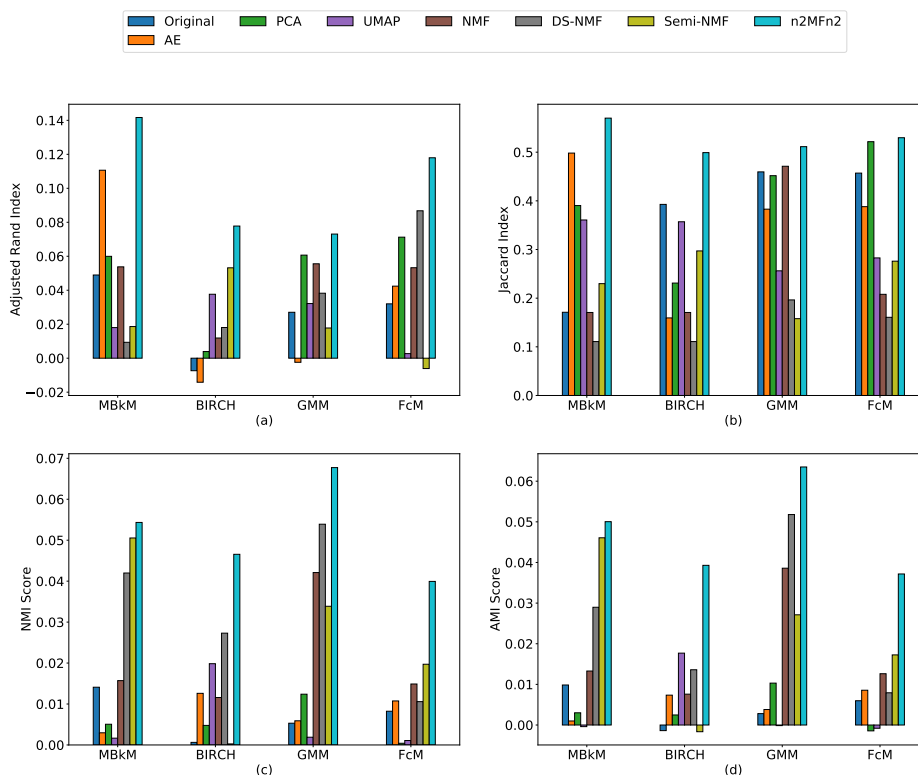 Original PCA UMAP NMF DS-NMF Semi-NMF n2MFn2
AE
Adjusted Rand Index
0.14
0.12
0.10
0.08
0.06
0.04
0.02
0.00
−0.02
MBkM BIRCH GMM FcM
(a)
Jaccard Index
0.5
0.4
0.3
0.2
0.1
0.0
MBkM BIRCH GMM FcM
(b)
NMI Score
0.07
0.06
0.05
0.04
0.03
0.02
0.01
0.00
MBkM BIRCH GMM FcM
(c)
AMI Score
0.06
0.05
0.04
0.03
0.02
0.01
0.00
MBkM BIRCH GMM FcM
(d)